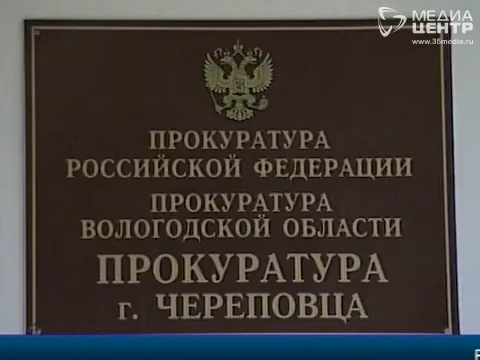 МЕДИА
ЦЕНТР
www.35media.ru
ПРОКУРАТУРА
РОССИЙСКОЙ ФЕДЕРАЦИИ
ПРОКУРАТУРА
ВОЛОГОДСКОЙ ОБЛАСТИ
ПРОКУРАТУРА
г. ЧЕРЕПОВЦА